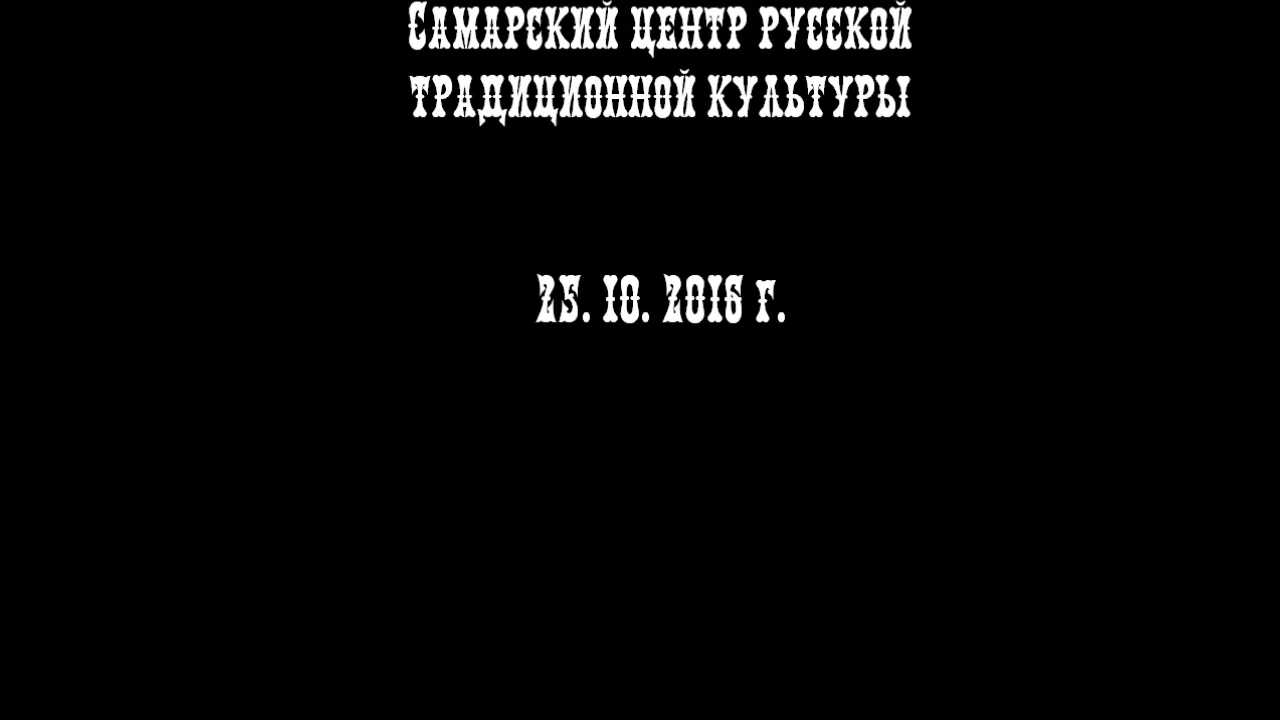 Самарский центр русской
традиционной культуры
25. 10. 2016 г.